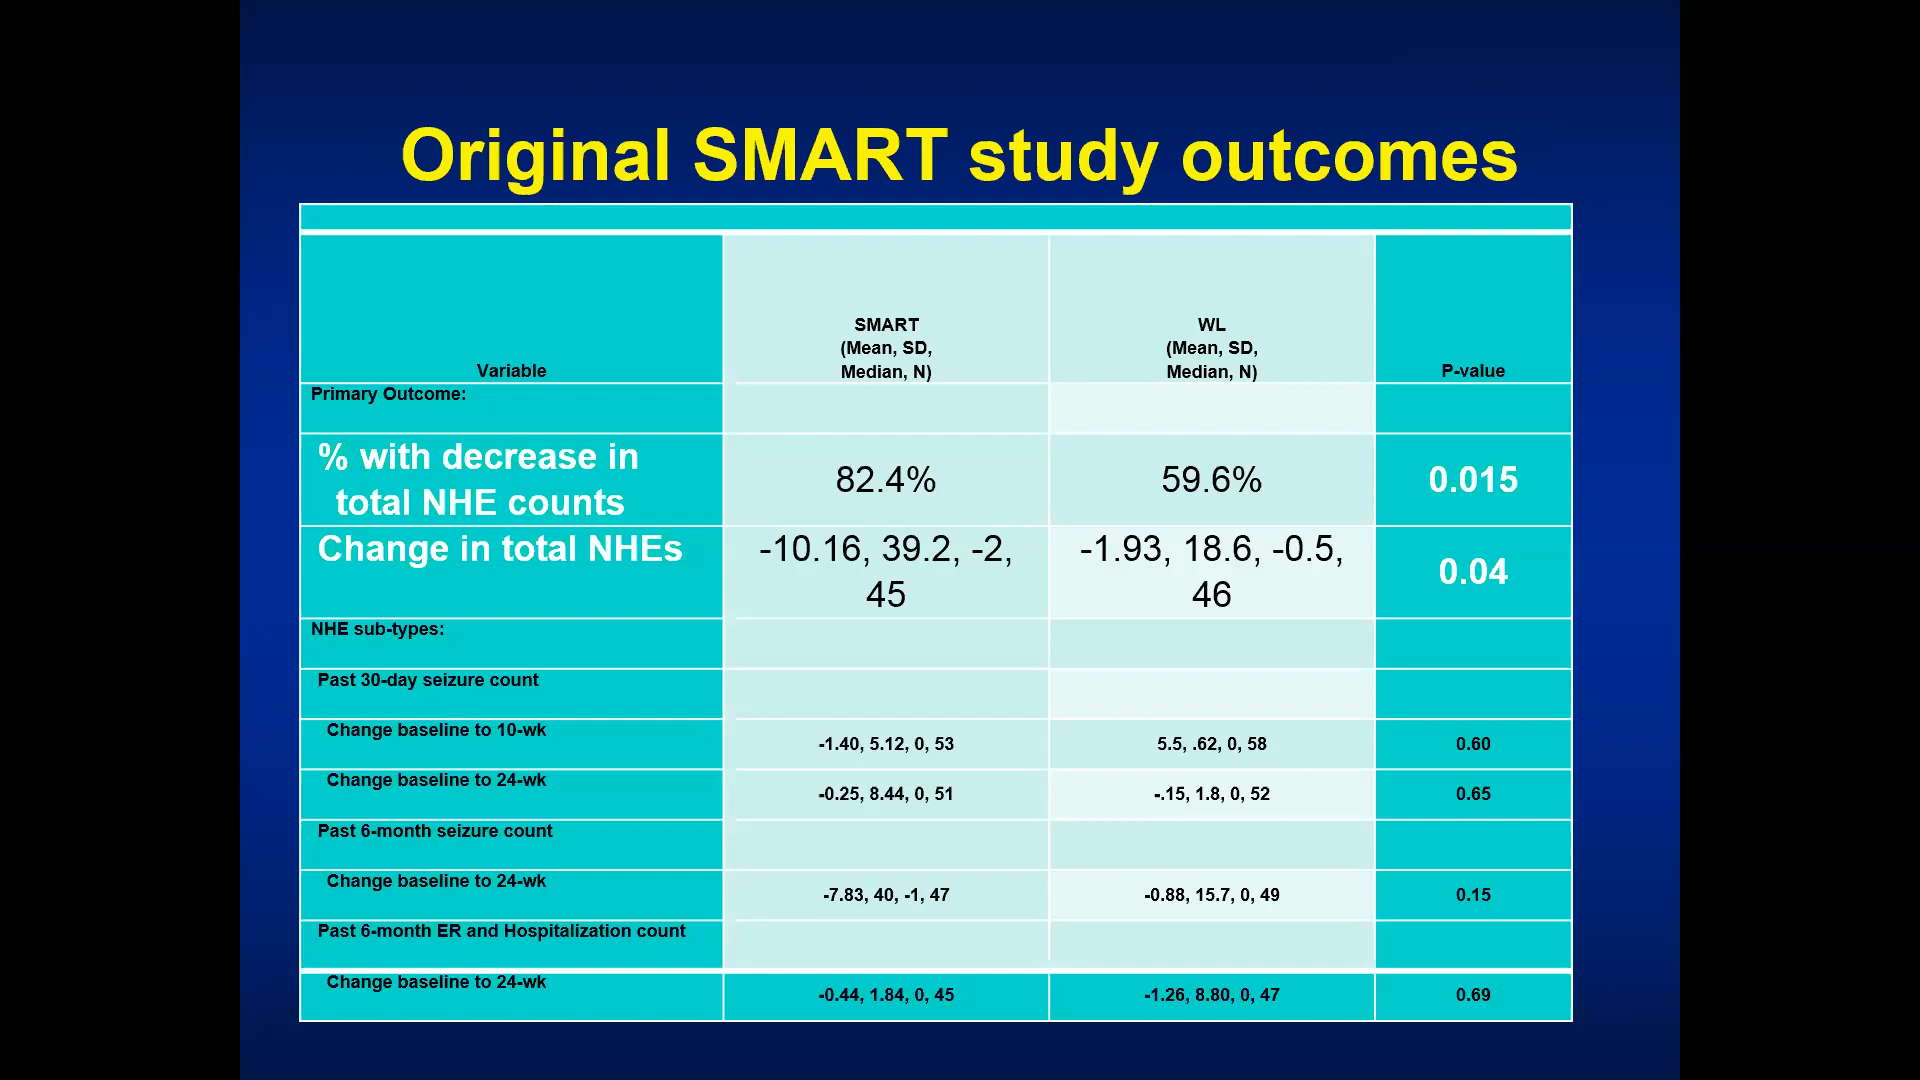 Original SMART study outcomes
Variable
SMART
(Mean, SD,
Median, N)
WL
(Mean, SD,
Median, N)
P-value
Primary Outcome:
% with decrease in
total NHE counts
82.4%
59.6%
0.015
Change in total NHEs
-10.16, 39.2, -2,
45
-1.93, 18.6, -0.5,
46
0.04
NHE sub-types:
Past 30-day seizure count
Change baseline to 10-wk
-1.40, 5.12, 0, 53
5.5, .62, 0, 58
0.60
Change baseline to 24-wk
-0.25, 8.44, 0, 51
-.15, 1.8, 0, 52
0.65
Past 6-month seizure count
Change baseline to 24-wk
-7.83, 40, -1, 47
-0.88, 15.7, 0, 49
0.15
Past 6-month ER and Hospitalization count
Change baseline to 24-wk
-0.44, 1.84, 0, 45
-1.26, 8.80, 0, 47
0.69